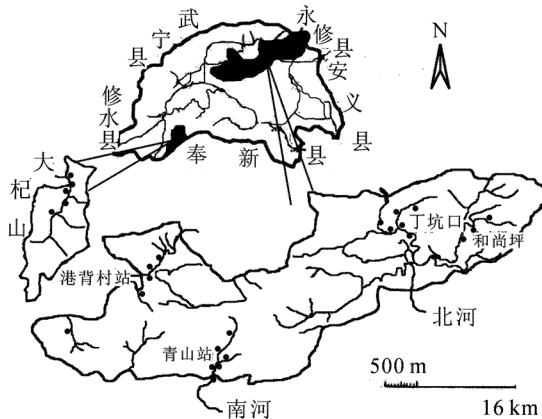 武宁县
永修县
安义县
奉新县
修水县
N
大杞山
丁坑口
和尚坪
港背村站
北河
青山站
南河
500 m
16 km